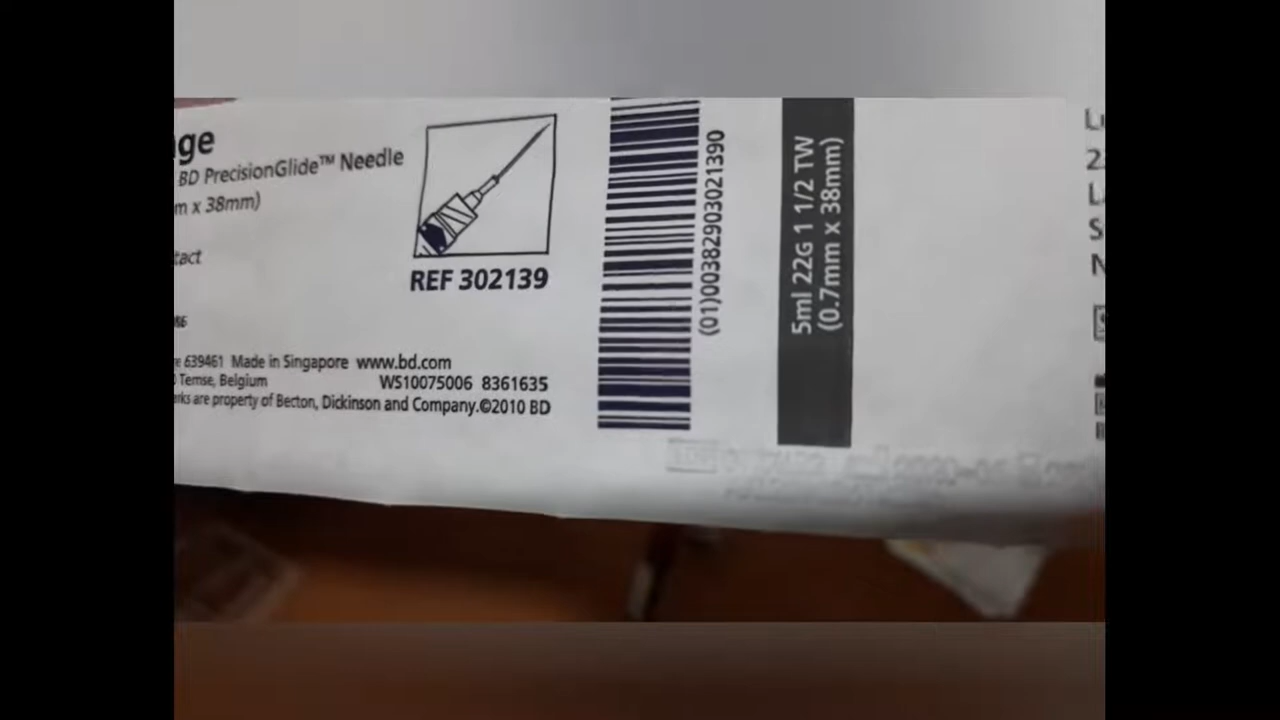 ge
BD PrecisionGlide™ Needle
m x 38mm)
tact
REF 302139
639461 Made in Singapore www.bd.com
Temse, Belgium WS10075006 8361635
arks are property of Becton, Dickinson and Company.©2010 BD
(01)00382903021390
5ml 22G 1 1/2 TW
(0.7mm x 38mm)